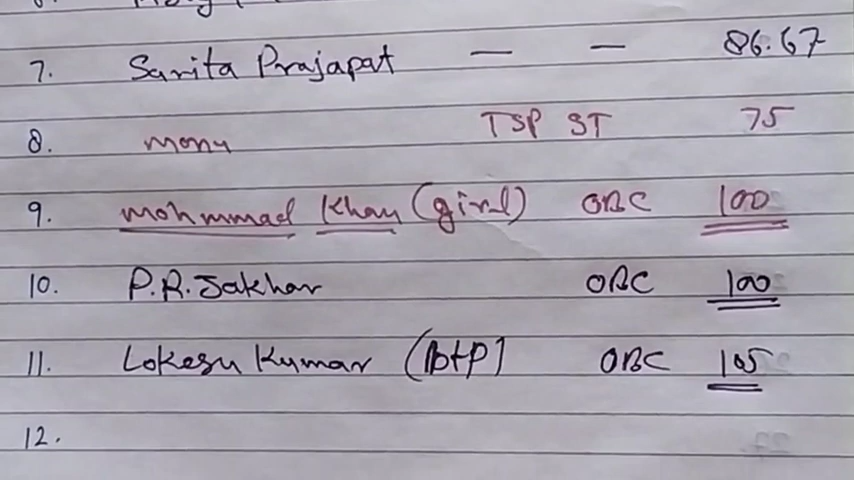 7. Sarita Prajapat — — 86.67
8. monu TSP ST 75
9. mohmmad Khan (girl) OBC 100
10. P.R. Jakhar OBC 100
11. Lokesh Kumar (btp) OBC 105
12.